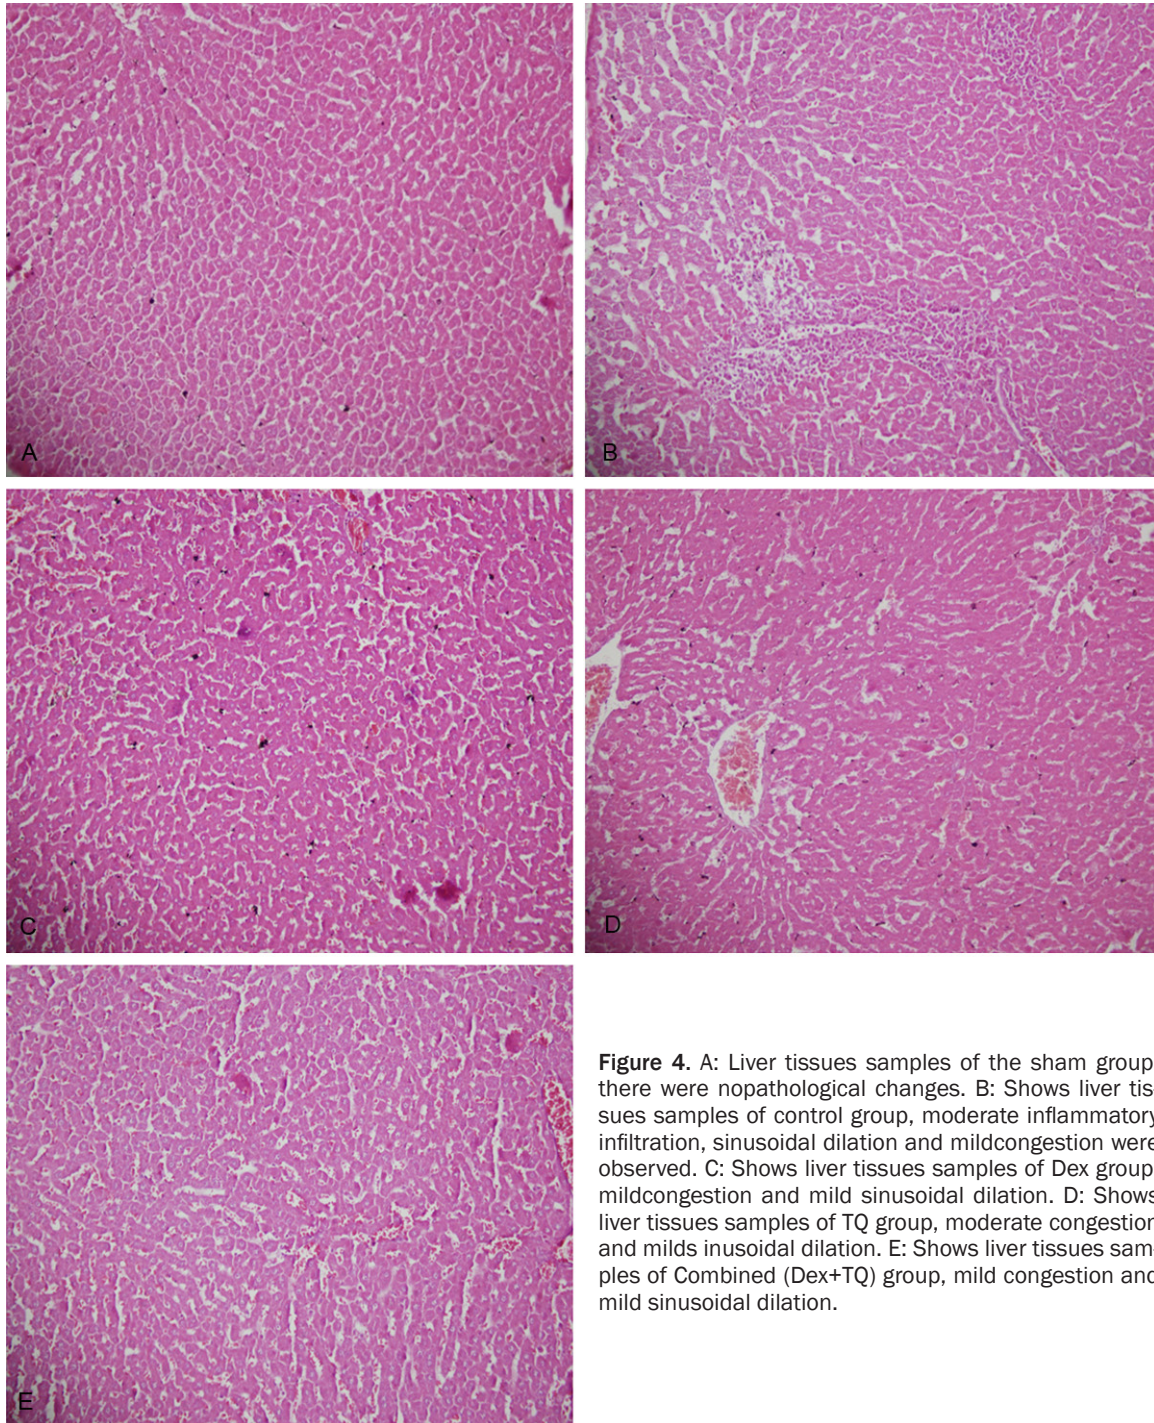 A
B
C
D
E
Figure 4. A: Liver tissues samples of the sham group
there were nopathological changes. B: Shows liver tis-
sues samples of control group, moderate inflammatory
infiltration, sinusoidal dilation and mildcongestion were
observed. C: Shows liver tissues samples of Dex group
mildcongestion and mild sinusoidal dilation. D: Shows
liver tissues samples of TQ group, moderate congestion
and milds inusoidal dilation. E: Shows liver tissues sam-
ples of Combined (Dex+TQ) group, mild congestion and
mild sinusoidal dilation.